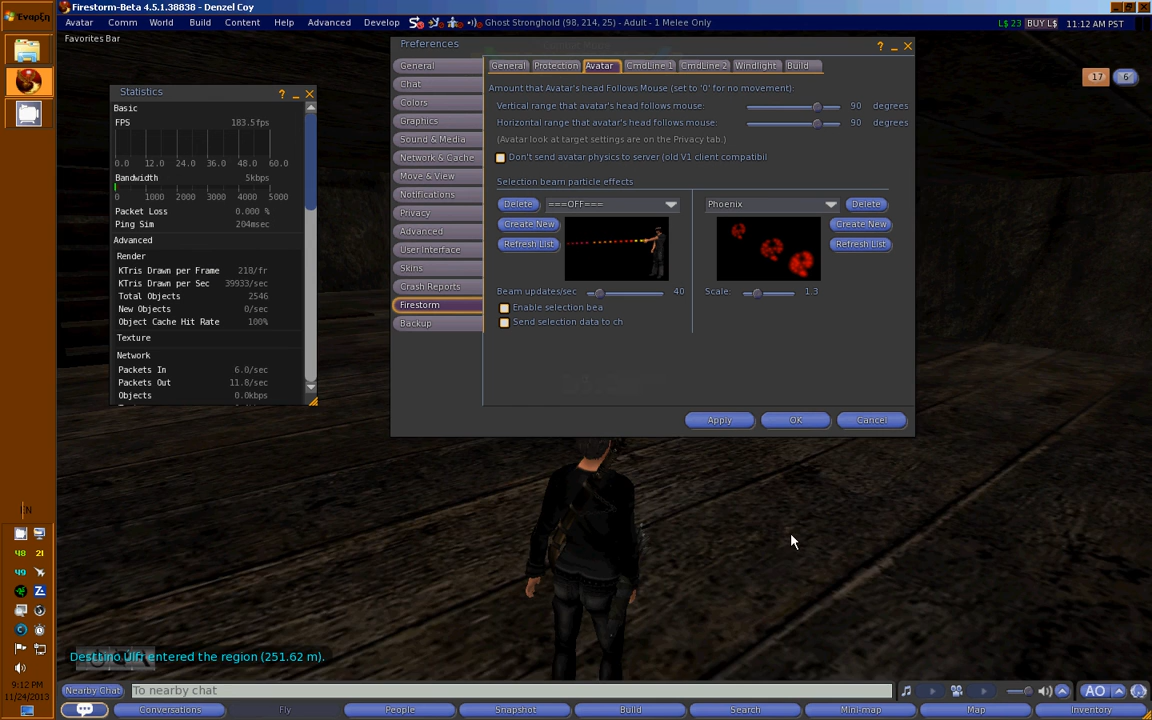 Έναρξη
Firestorm-Beta 4.5.1.38838 - Denzel Coy
Avatar Comm World Build Content Help Advanced Develop Ghost Stronghold (98, 214, 25) - Adult - 1 Melee Only L$ 23 BUY L$ 11:12 AM PST
Favorites Bar
17 6
Statistics ?
Basic
FPS 183.5fps
0.0 12.0 24.0 36.0 48.0 60.0
Bandwidth 5kbps
0 1000 2000 3000 4000 5000
Packet Loss 0.000 %
Ping Sim 204msec
Advanced
Render
KTris Drawn per Frame 218/fr
KTris Drawn per Sec 39933/sec
Total Objects 2546
New Objects 0/sec
Object Cache Hit Rate 100%
Texture
Network
Packets In 6.0/sec
Packets Out 11.8/sec
Objects 0.0kbps
Preferences ?
General
Chat
Colors
Graphics
Sound & Media
Network & Cache
Move & View
Notifications
Privacy
Advanced
User Interface
Skins
Crash Reports
Firestorm
Backup
General Protection Avatar CmdLine 1 CmdLine 2 Windlight Build
Amount that Avatar's head Follows Mouse (set to '0' for no movement):
Vertical range that avatar's head follows mouse: 90 degrees
Horizontal range that avatar's head follows mouse: 90 degrees
(Avatar look at target settings are on the Privacy tab.)
Don't send avatar physics to server (old V1 client compatibil
Selection beam particle effects
Delete ===OFF=== Phoenix Delete
Create New Create New
Refresh List Refresh List
Beam updates/sec 40 Scale: 1.3
Enable selection bea
Send selection data to ch
Apply OK Cancel
entered the region (251.62 m).
EN
48 21
49
9:12 PM
11/24/2013
Nearby Chat To nearby chat AO
Conversations Fly People Snapshot Build Search Mini-map Map Inventory